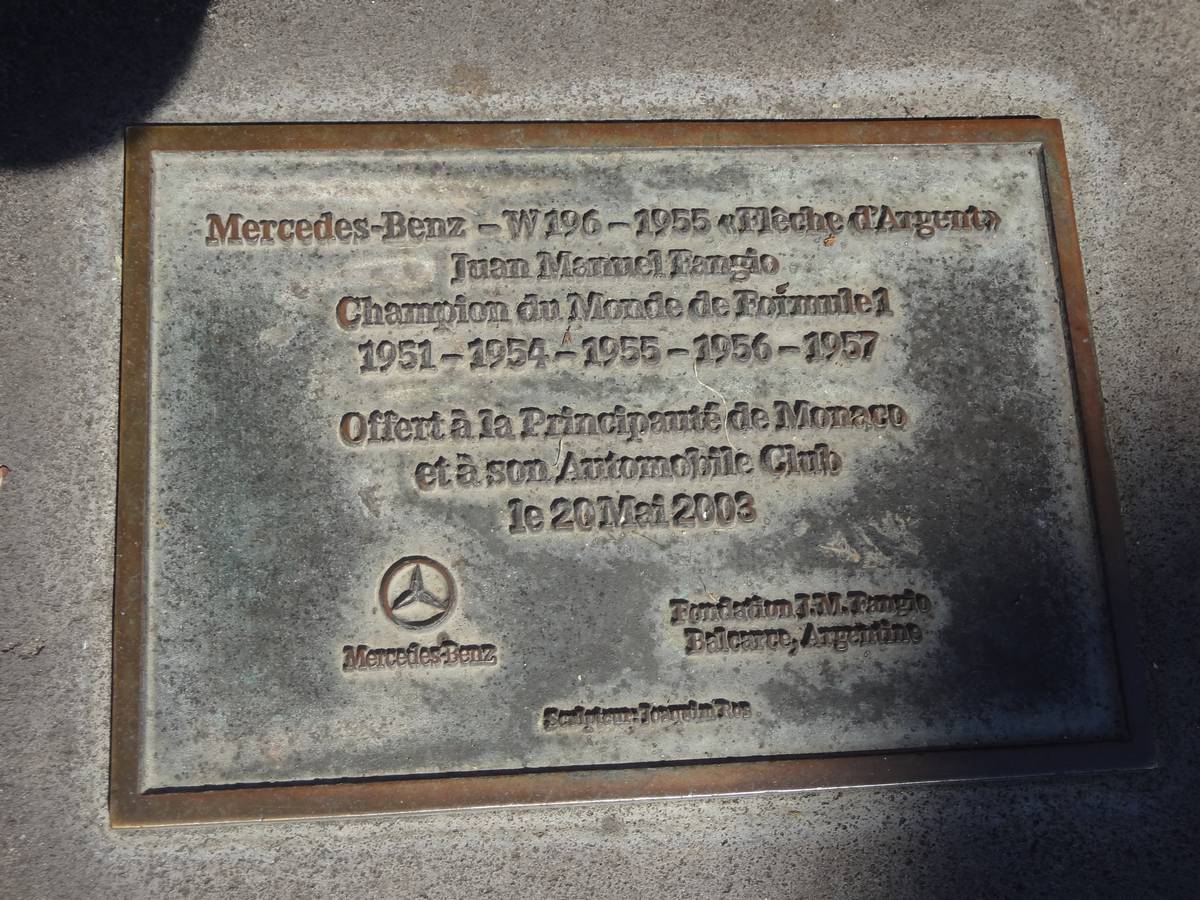 Mercedes-Benz – W 196 – 1955 «Flèche d'Argent»
Juan Manuel Fangio
Champion du Monde de Formule 1
1951 – 1954 – 1955 – 1956 – 1957
Offert à la Principauté de Monaco
et à son Automobile Club
le 20 Mai 2003
Mercedes-Benz
Fondation J.M. Fangio
Balcarce, Argentine
Sculpteur: Joaquim Ros